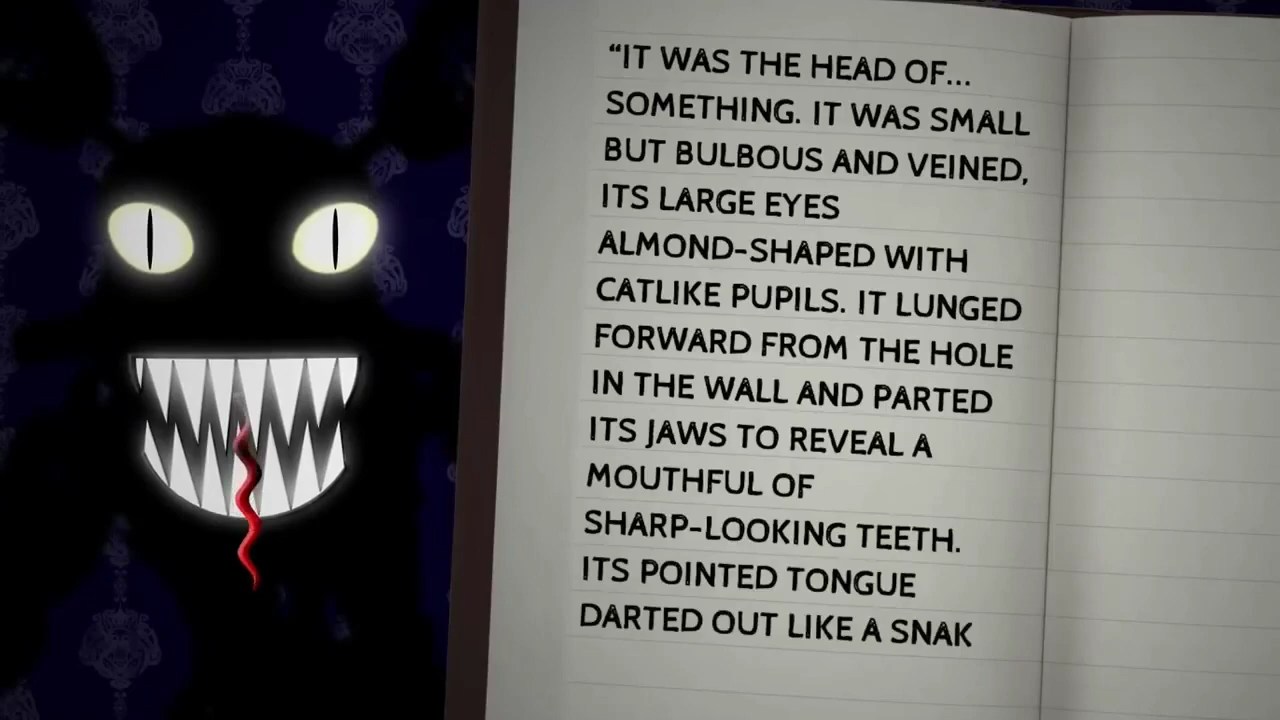 “IT WAS THE HEAD OF...
SOMETHING. IT WAS SMALL
BUT BULBOUS AND VEINED,
ITS LARGE EYES
ALMOND-SHAPED WITH
CATLIKE PUPILS. IT LUNGED
FORWARD FROM THE HOLE
IN THE WALL AND PARTED
ITS JAWS TO REVEAL A
MOUTHFUL OF
SHARP-LOOKING TEETH.
ITS POINTED TONGUE
DARTED OUT LIKE A SNAK